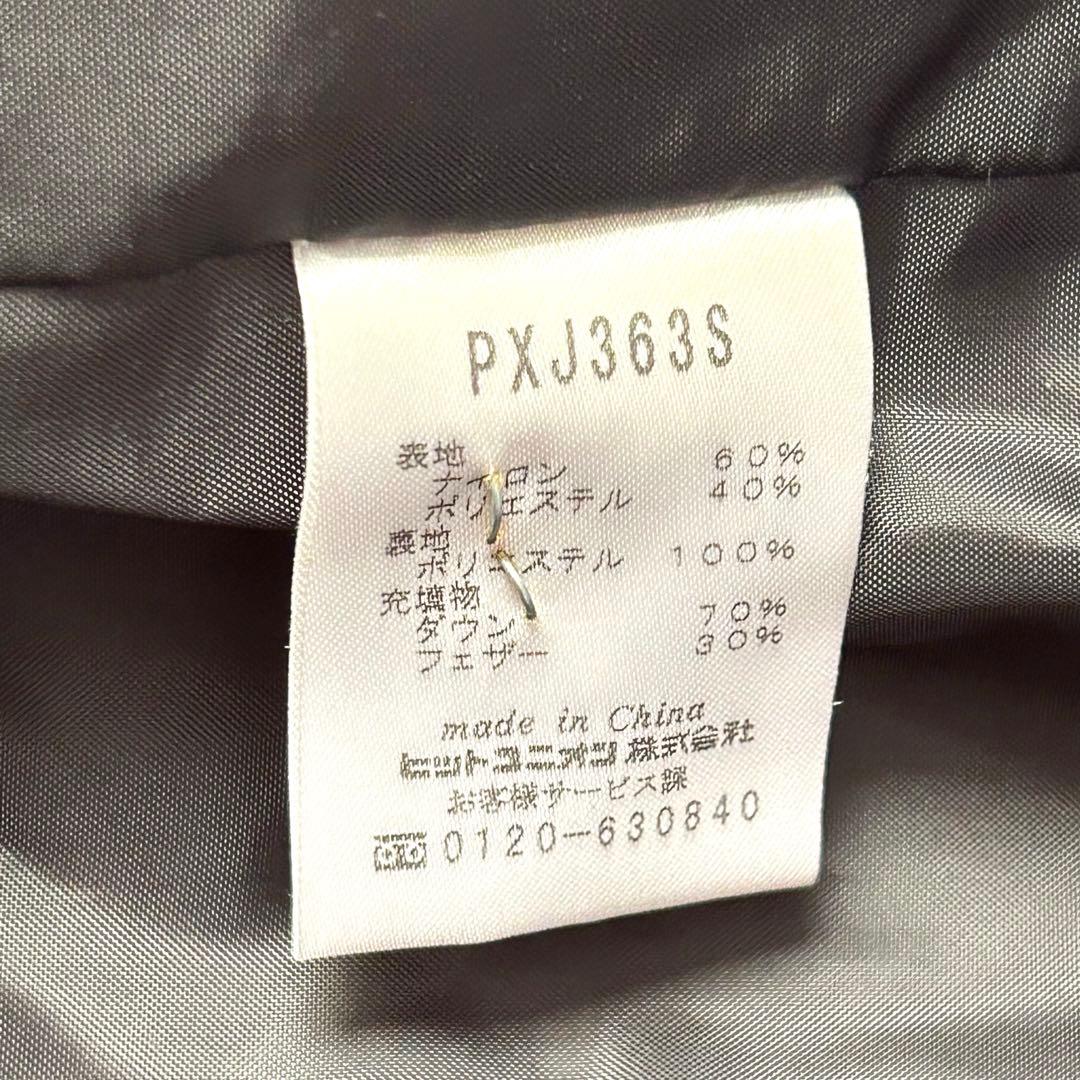 PXJ363S
表地
ナイロン 60%
ポリエステル 40%
裏地
ポリエステル 100%
充填物
ダウン 70%
フェザー 30%
made in China
株式会社
お客様サービス課
0120-630840